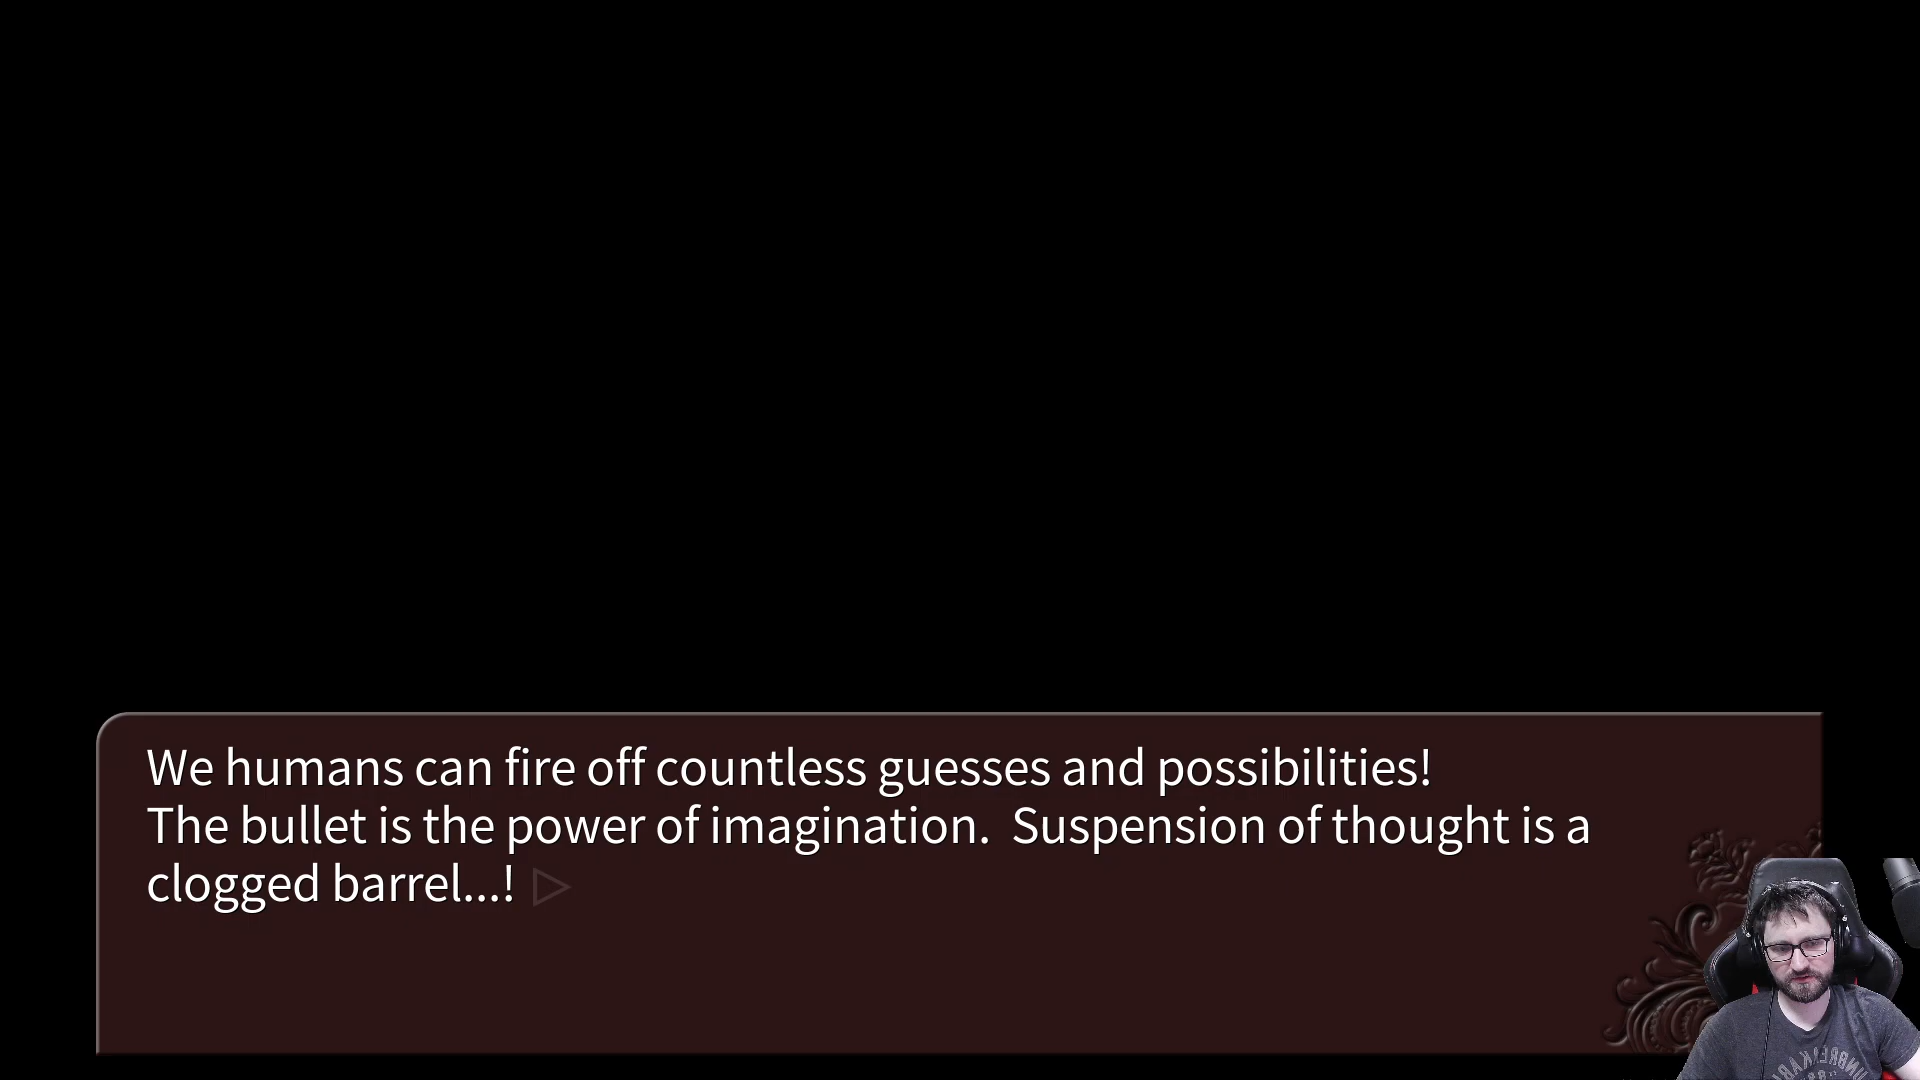 We humans can fire off countless guesses and possibilities!
The bullet is the power of imagination.  Suspension of thought is a
clogged barrel...!